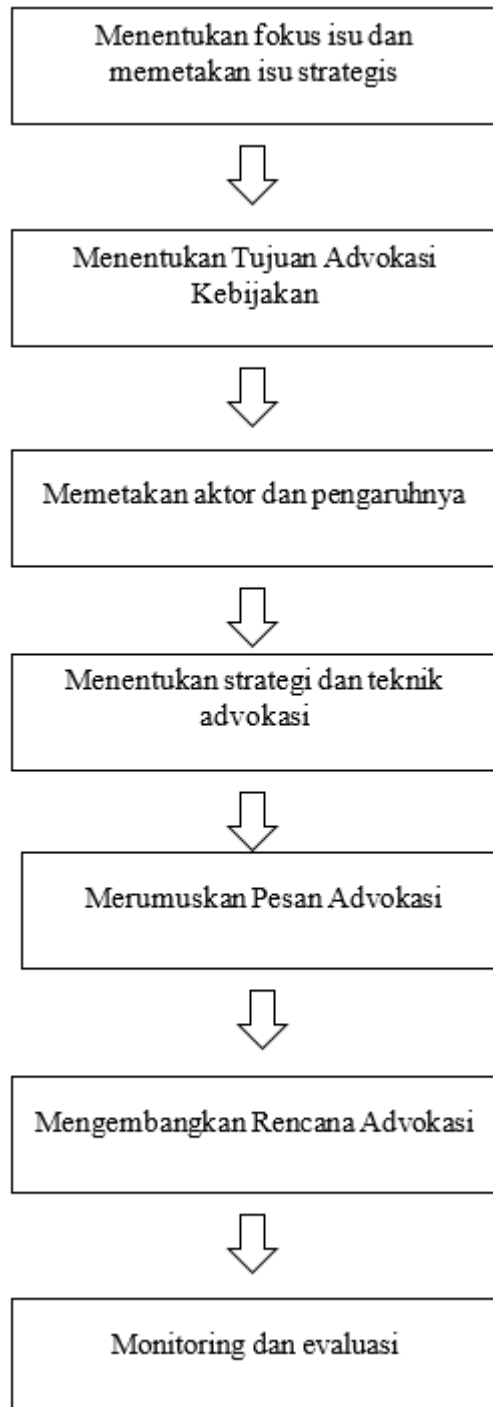 Menentukan fokus isu dan
memetakan isu strategis
Menentukan Tujuan Advokasi
Kebijakan
Memetakan aktor dan pengaruhnya
Menentukan strategi dan teknik
advokasi
Merumuskan Pesan Advokasi
Mengembangkan Rencana Advokasi
Monitoring dan evaluasi